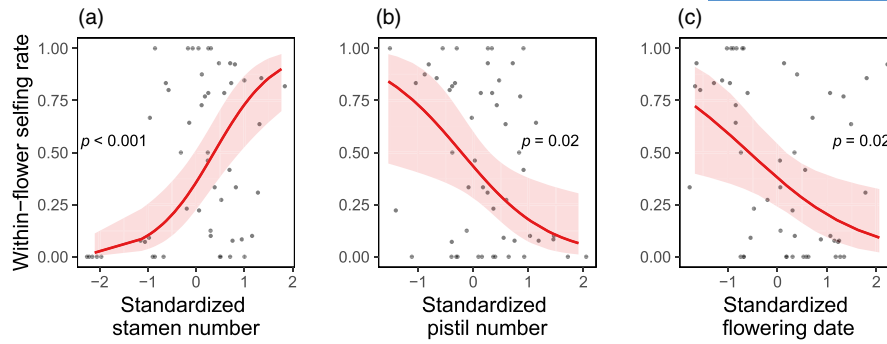 (a)
(b)
(c)
Within−flower selfing rate
1.00
0.75
0.50
0.25
0.00
p < 0.001
−2
−1
0
1
2
Standardized
stamen number
1.00
0.75
0.50
0.25
0.00
p = 0.02
−1
0
1
2
Standardized
pistil number
1.00
0.75
0.50
0.25
0.00
p = 0.02
−1
0
1
2
Standardized
flowering date